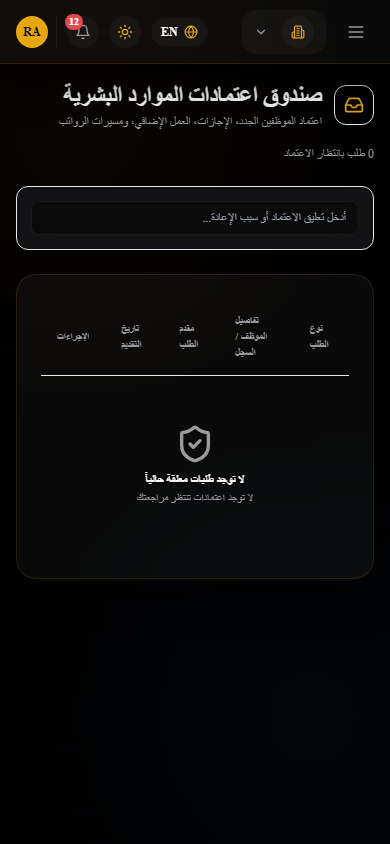 RA
12
EN
صندوق اعتمادات الموارد البشرية
اعتماد الموظفين الجدد، الإجازات، العمل الإضافي، ومسيرات الرواتب
0 طلب بانتظار الاعتماد
أدخل تعليق الاعتماد أو سبب الإعادة...
نوع الطلب
تفاصيل الموظف / السجل
مقدم الطلب
تاريخ التقديم
الإجراءات
لا توجد طلبات معلقة حالياً
لا توجد اعتمادات تنتظر مراجعتك